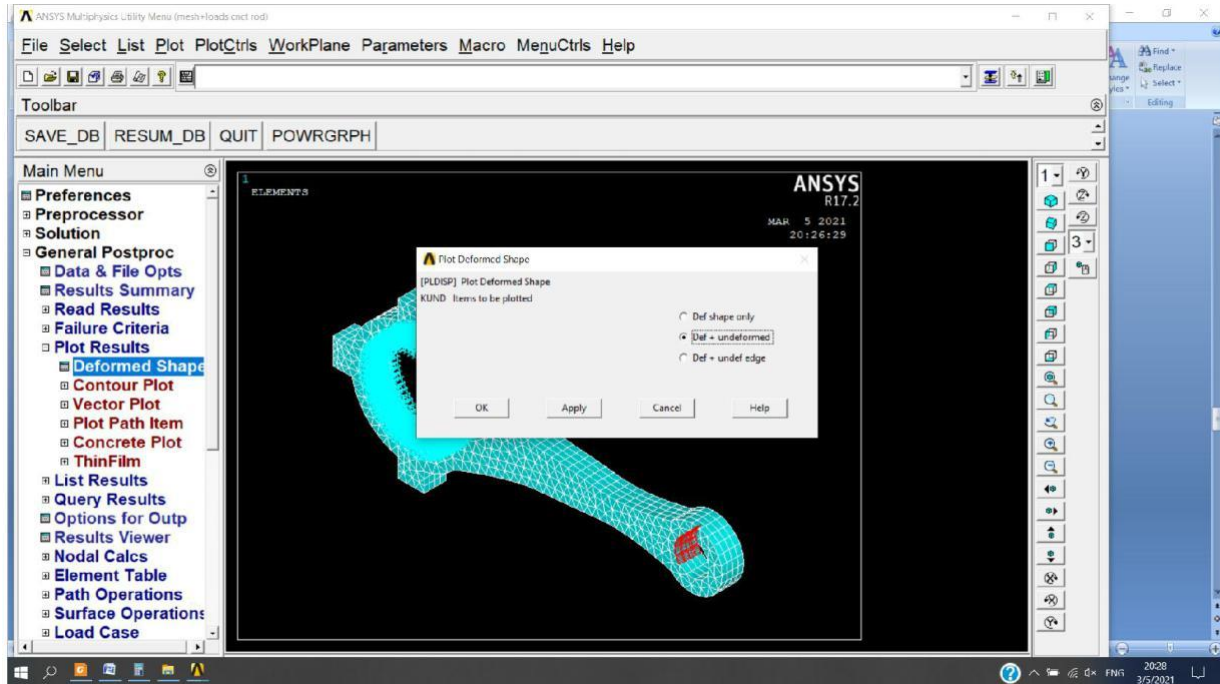 ANSYS Multiphysics Utility Menu (mesh+loads cnct rod)
File Select List Plot PlotCtrls WorkPlane Parameters Macro MenuCtrls Help
Find
Replace
Select
Editing
Toolbar
SAVE_DB RESUM_DB QUIT POWRGRPH
Main Menu
Preferences
Preprocessor
Solution
General Postproc
Data & File Opts
Results Summary
Read Results
Failure Criteria
Plot Results
Deformed Shape
Contour Plot
Vector Plot
Plot Path Item
Concrete Plot
ThinFilm
List Results
Query Results
Options for Outp
Results Viewer
Nodal Calcs
Element Table
Path Operations
Surface Operations
Load Case
1
ELEMENTS
ANSYS
R17.2
MAR 5 2021
20:26:29
Plot Deformed Shape
[PLDISP] Plot Deformed Shape
KUND Items to be plotted
Def shape only
Def + undeformed
Def + undef edge
OK Apply Cancel Help
1
3
ENG
20:28
3/5/2021